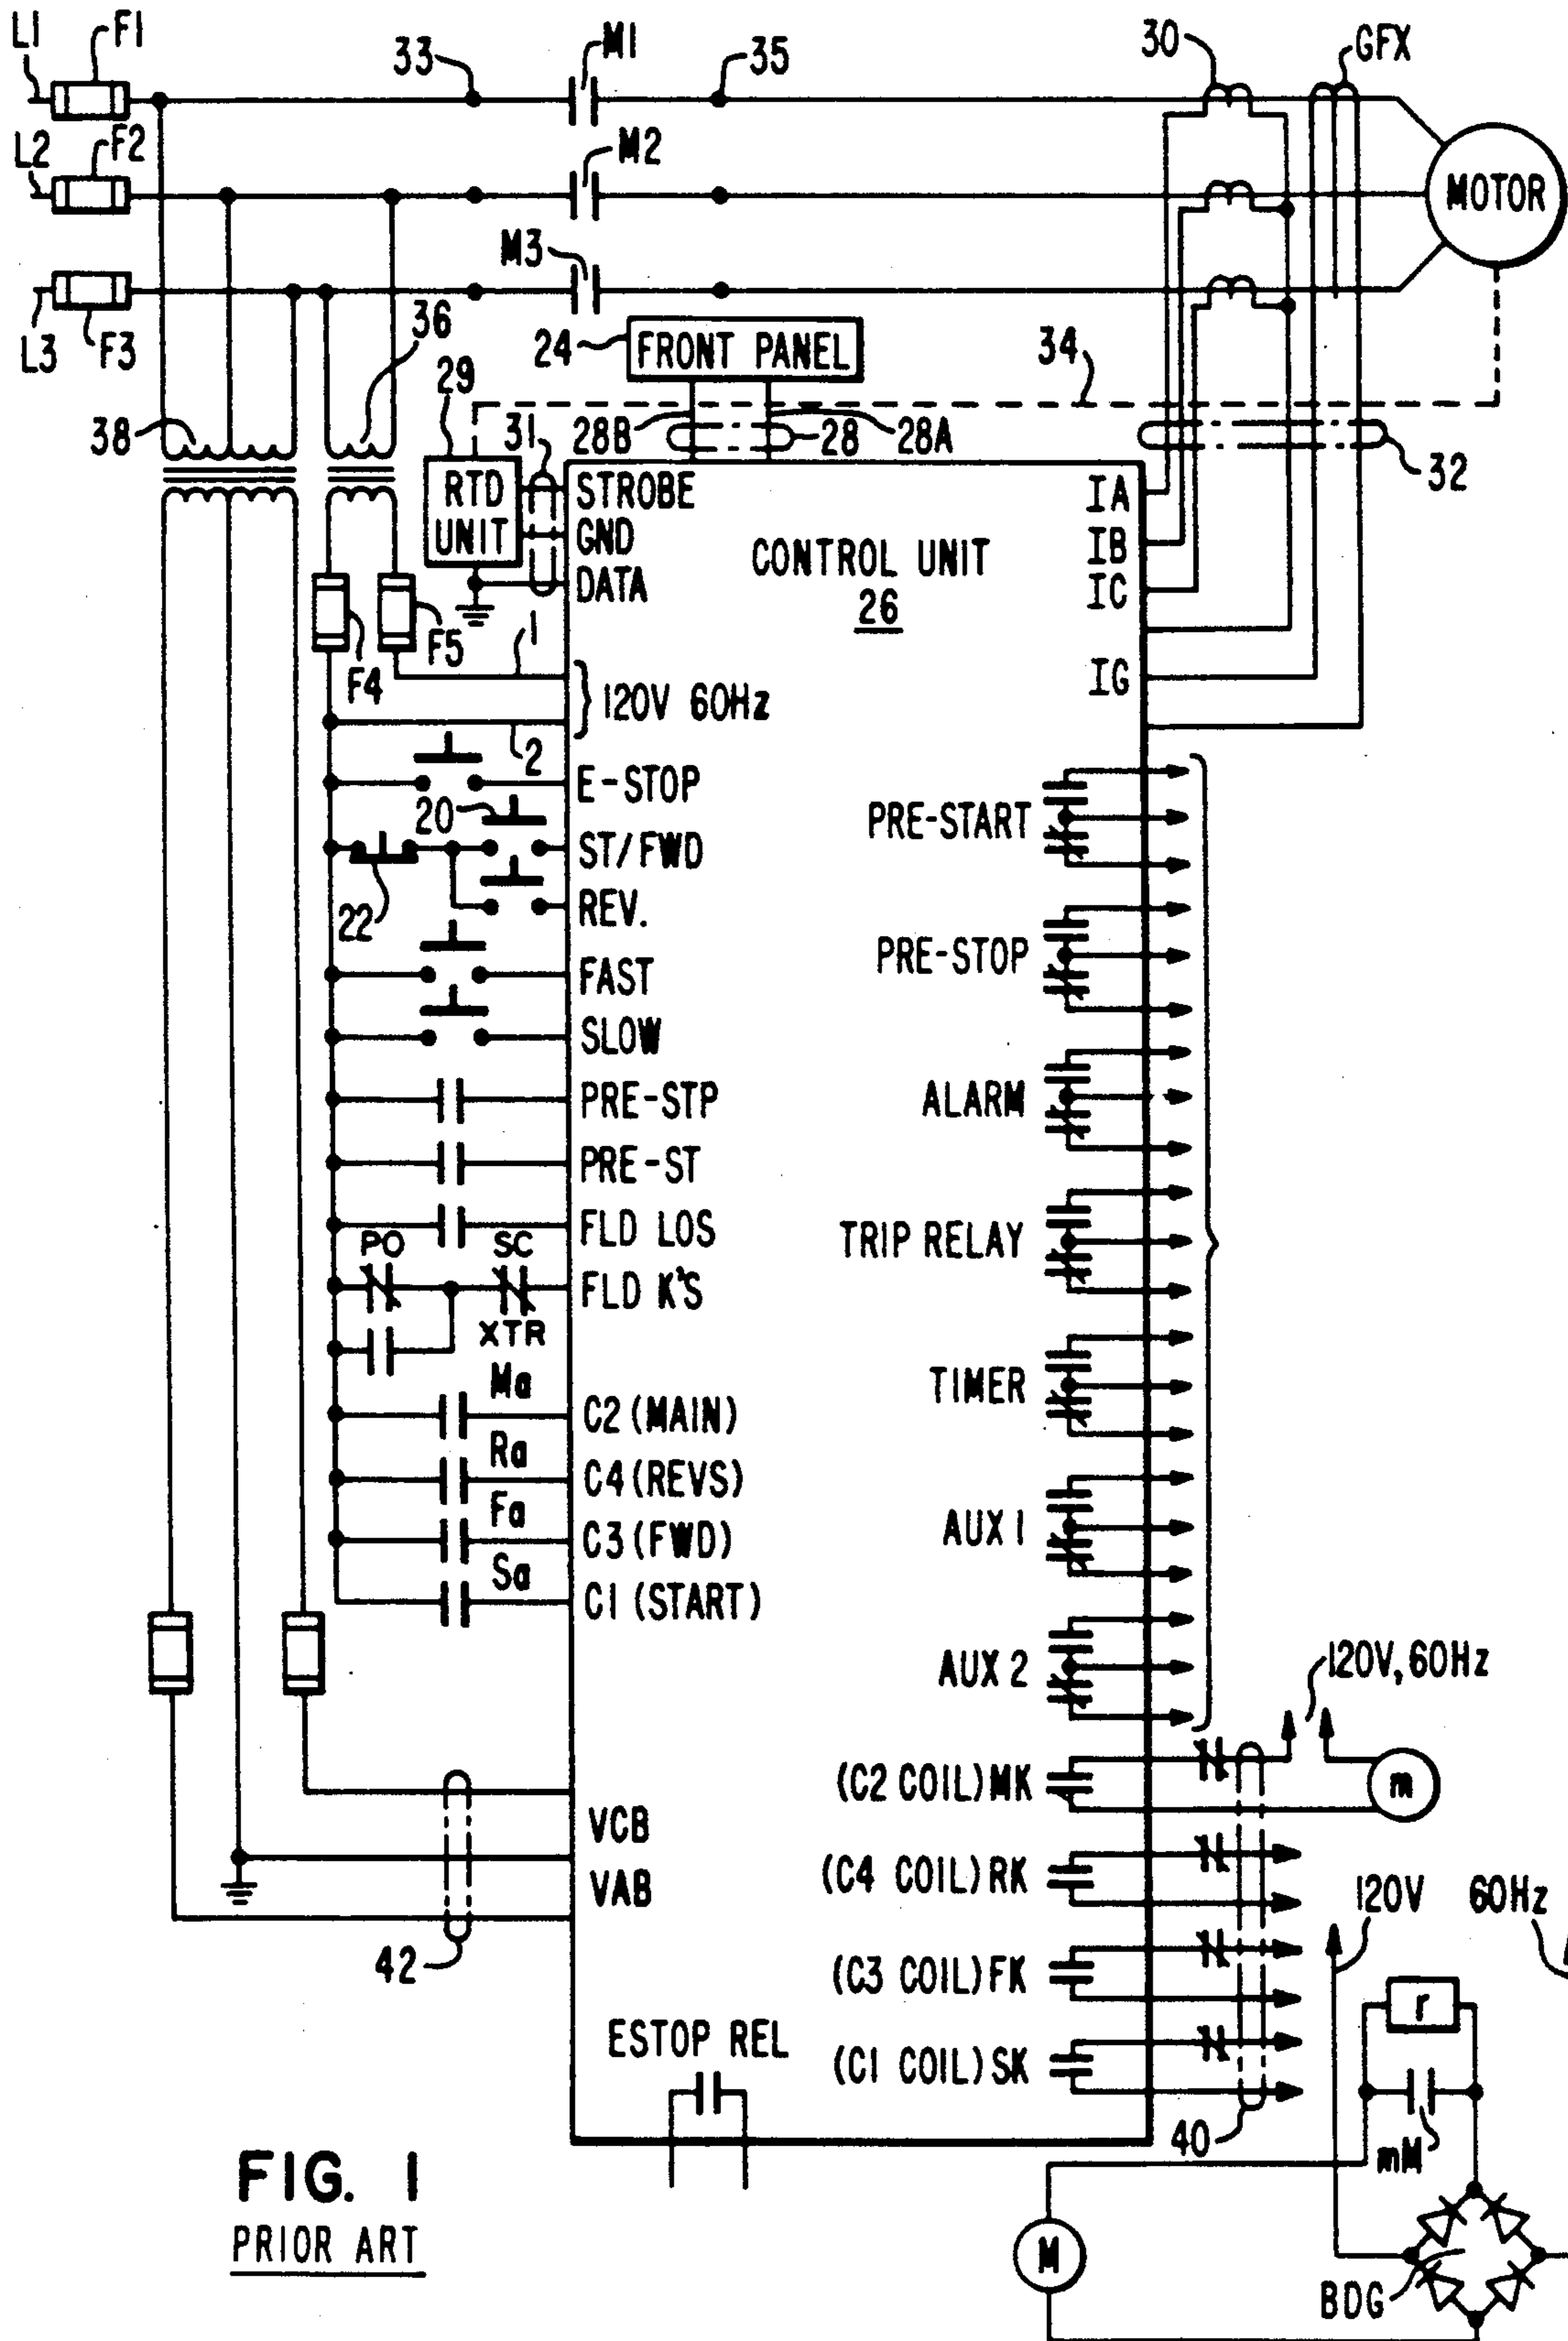 L1
F1
33
M1
35
30
GFX
L2
F2
M2
MOTOR
L3
F3
M3
36
24
FRONT PANEL
34
29
38
31
28B
28
28A
32
RTD
UNIT
STROBE
GND
DATA
CONTROL UNIT
26
IA
IB
IC
IG
F4
F5
1
120V 60Hz
2
E-STOP
20
ST/FWD
22
REV.
FAST
SLOW
PRE-STP
PRE-ST
FLD LOS
PO
SC
FLD K'S
XTR
Ma
C2 (MAIN)
Ra
C4 (REVS)
Fa
C3 (FWD)
Sa
C1 (START)
PRE-START
PRE-STOP
ALARM
TRIP RELAY
TIMER
AUX 1
AUX 2
120V, 60Hz
(C2 COIL) MK
m
VCB
VAB
42
(C4 COIL) RK
120V
60Hz
(C3 COIL) FK
r
ESTOP REL
(C1 COIL) SK
40
mM
M
BDG
FIG. 1
PRIOR ART